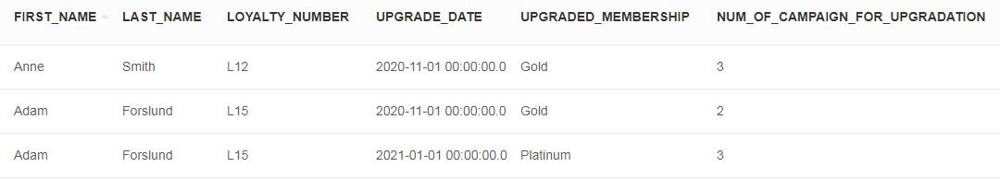 FIRST_NAME LAST_NAME LOYALTY_NUMBER UPGRADE_DATE UPGRADED_MEMBERSHIP NUM_OF_CAMPAIGN_FOR_UPGRADATION
Anne Smith L12 2020-11-01 00:00:00.0 Gold 3
Adam Forslund L15 2020-11-01 00:00:00.0 Gold 2
Adam Forslund L15 2021-01-01 00:00:00.0 Platinum 3